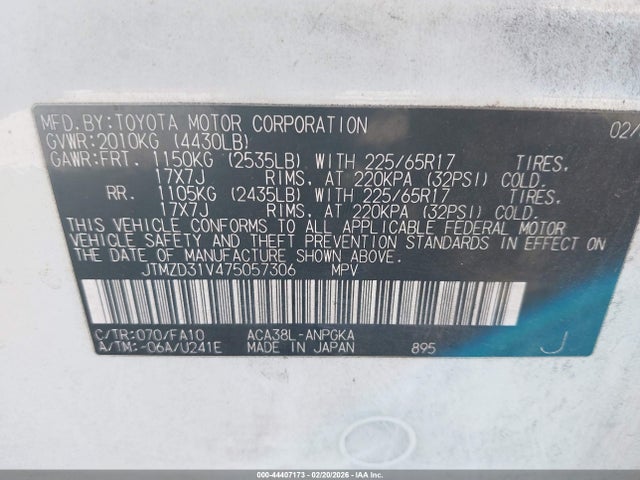 MFD.BY:TOYOTA MOTOR CORPORATION 02/
GVWR:2010KG (4430LB)
GAWR:FRT. 1150KG (2535LB) WITH 225/65R17 TIRES,
17X7J RIMS, AT 220KPA (32PSI) COLD.
RR. 1105KG (2435LB) WITH 225/65R17 TIRES,
17X7J RIMS, AT 220KPA (32PSI) COLD.
THIS VEHICLE CONFORMS TO ALL APPLICABLE FEDERAL MOTOR
VEHICLE SAFETY AND THEFT PREVENTION STANDARDS IN EFFECT ON
THE DATE OF MANUFACTURE SHOWN ABOVE.
JTMZD31V475057306 MPV
C/TR:070/FA10 ACA38L-ANPGKA
A/TM:-06A/U241E MADE IN JAPAN 895 J
000-44407173 - 02/20/2026 - IAA Inc.